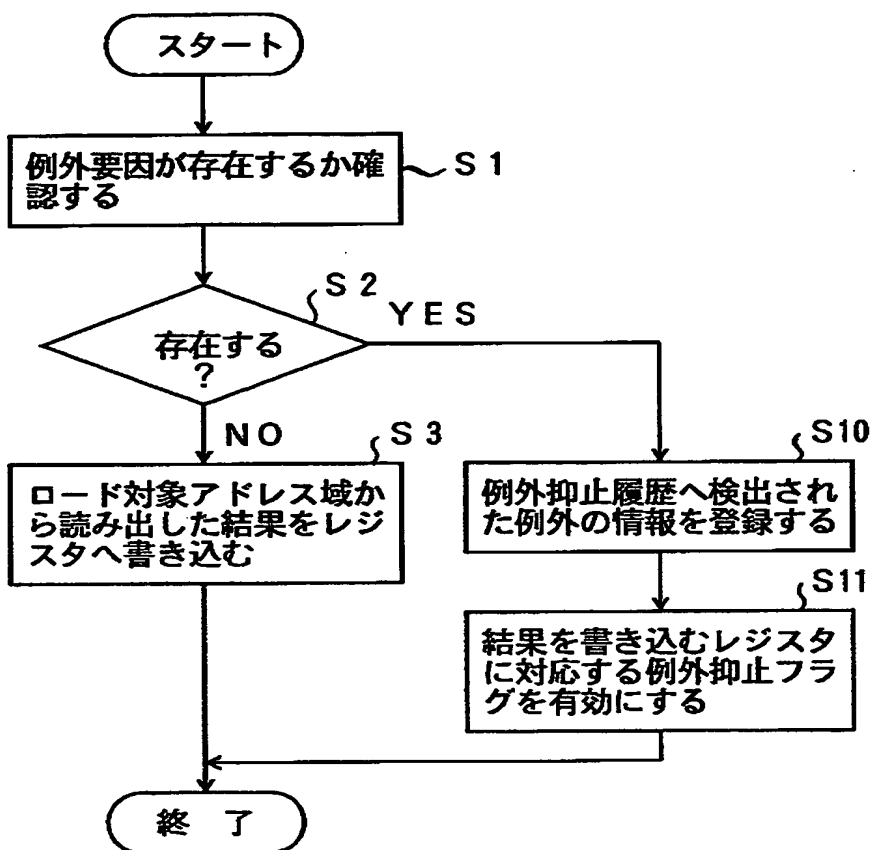 スタート
例外要因が存在するか確
認する
S1
S2
YES
存在する
?
NO
S3
ロード対象アドレス域か
ら読み出した結果をレジ
スタへ書き込む
S10
例外抑止履歴へ検出され
た例外の情報を登録する
S11
結果を書き込むレジスタ
に対応する例外抑止フラ
グを有効にする
終 了